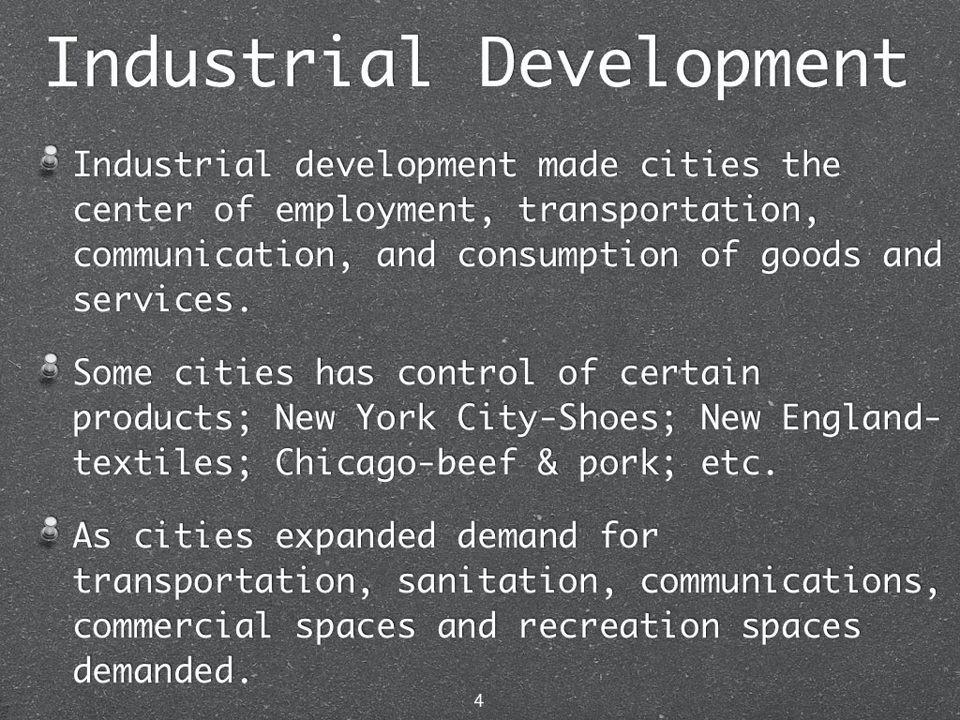 Industrial Development
Industrial development made cities the
center of employment, transportation,
communication, and consumption of goods and
services.
Some cities has control of certain
products; New York City-Shoes; New England-
textiles; Chicago-beef & pork; etc.
As cities expanded demand for
transportation, sanitation, communications,
commercial spaces and recreation spaces
demanded.
4